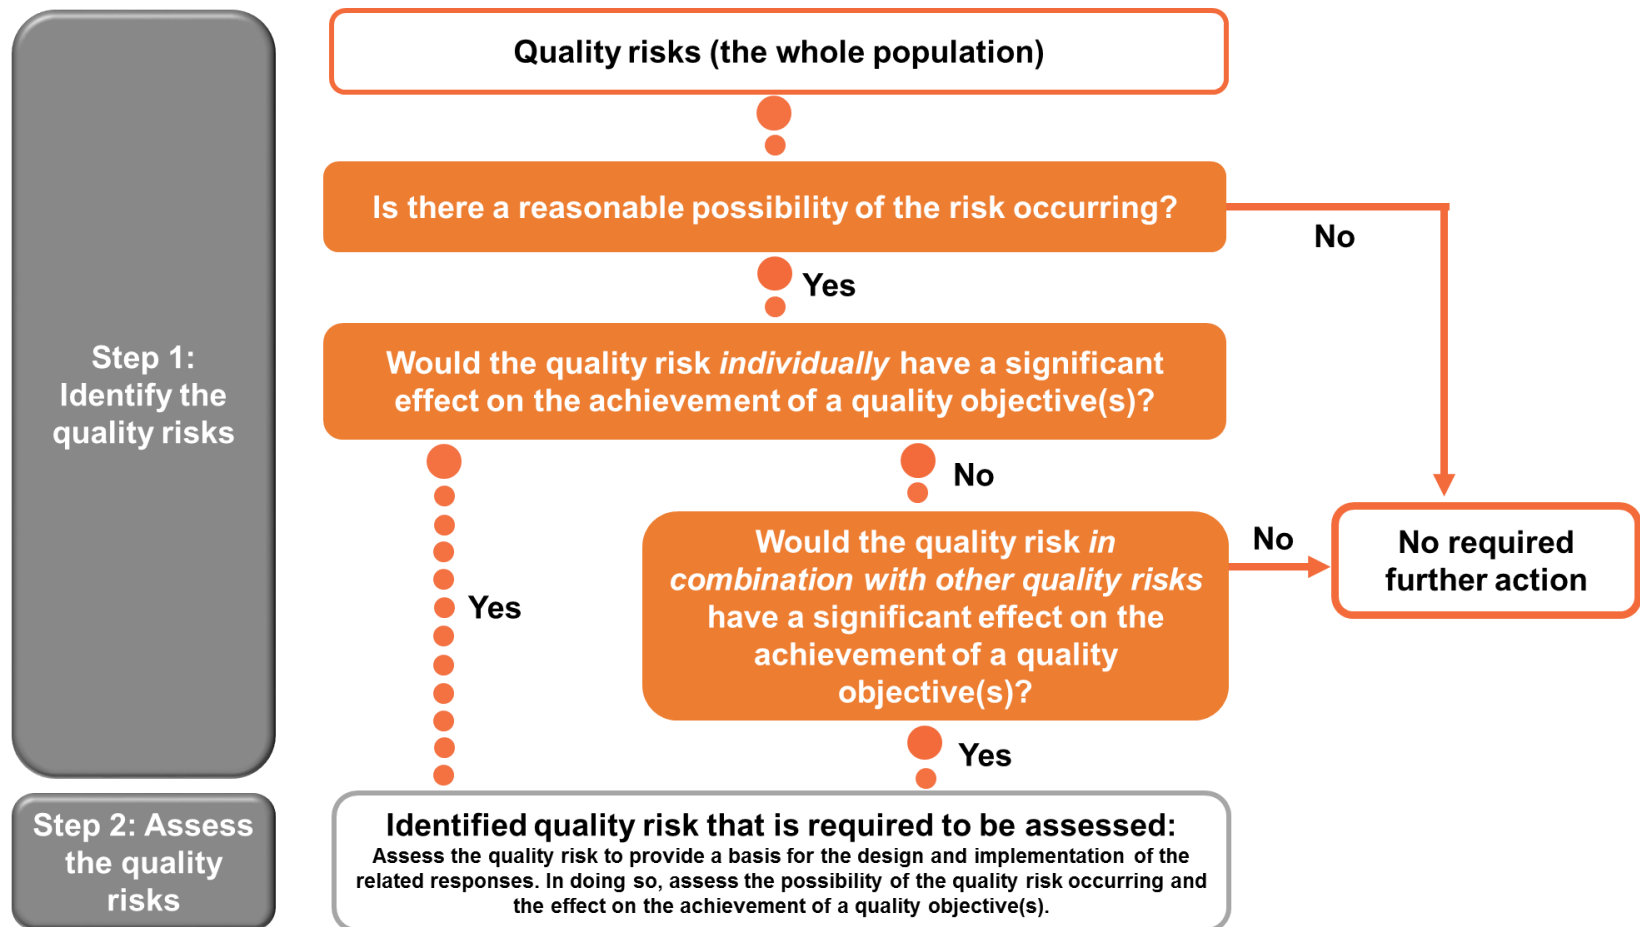 Quality risks (the whole population)
Is there a reasonable possibility of the risk occurring?
No
Yes
Step 1:
Identify the
quality risks
Would the quality risk individually have a significant
effect on the achievement of a quality objective(s)?
No
Yes
Would the quality risk in
combination with other quality risks
have a significant effect on the
achievement of a quality
objective(s)?
No
No required
further action
Yes
Step 2: Assess
the quality
risks
Identified quality risk that is required to be assessed:
Assess the quality risk to provide a basis for the design and implementation of the
related responses. In doing so, assess the possibility of the quality risk occurring and
the effect on the achievement of a quality objective(s).